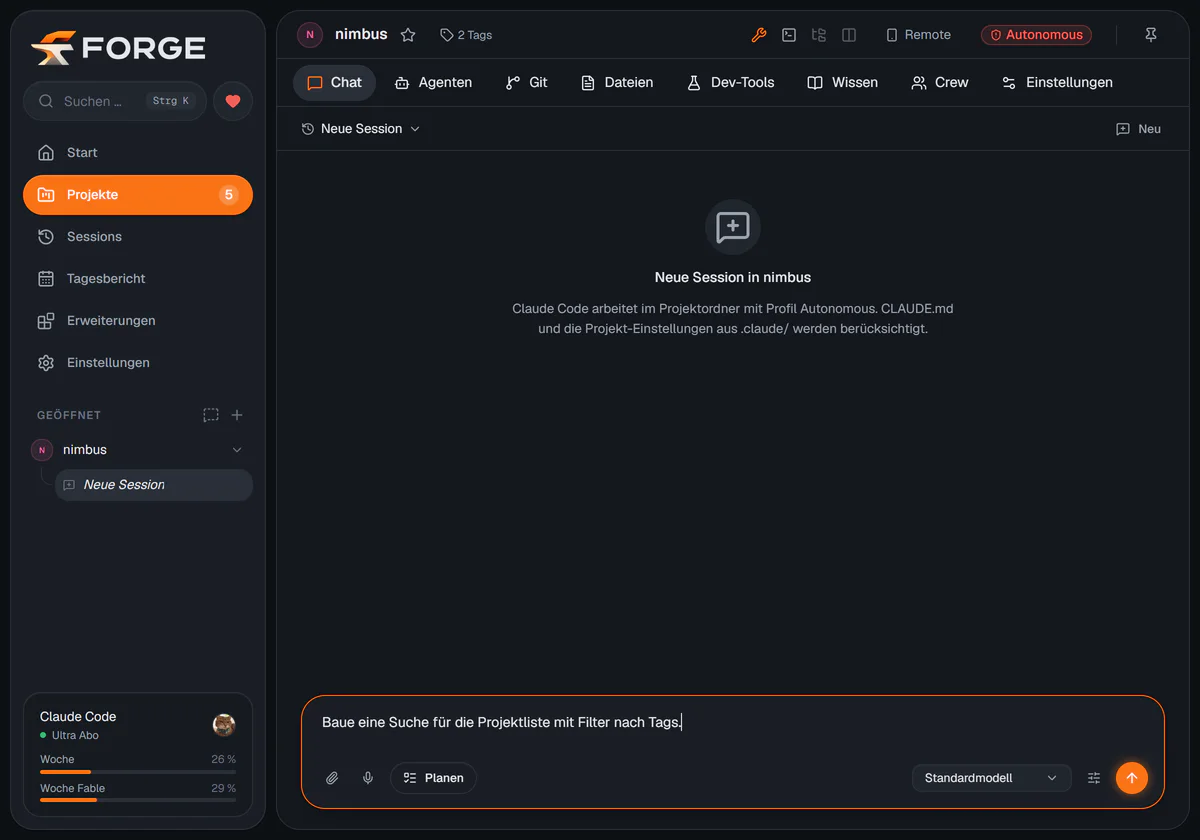 FORGE
Suchen ...
Strg K
Start
Projekte
5
Sessions
Tagesbericht
Erweiterungen
Einstellungen
GEÖFFNET
N
nimbus
Neue Session
Claude Code
Ultra Abo
Woche
26 %
Woche Fable
29 %
N
nimbus
2 Tags
Remote
Autonomous
Chat
Agenten
Git
Dateien
Dev-Tools
Wissen
Crew
Einstellungen
Neue Session
Neu
Neue Session in nimbus
Claude Code arbeitet im Projektordner mit Profil Autonomous. CLAUDE.md
und die Projekt-Einstellungen aus .claude/ werden berücksichtigt.
Baue eine Suche für die Projektliste mit Filter nach Tags.
Planen
Standardmodell